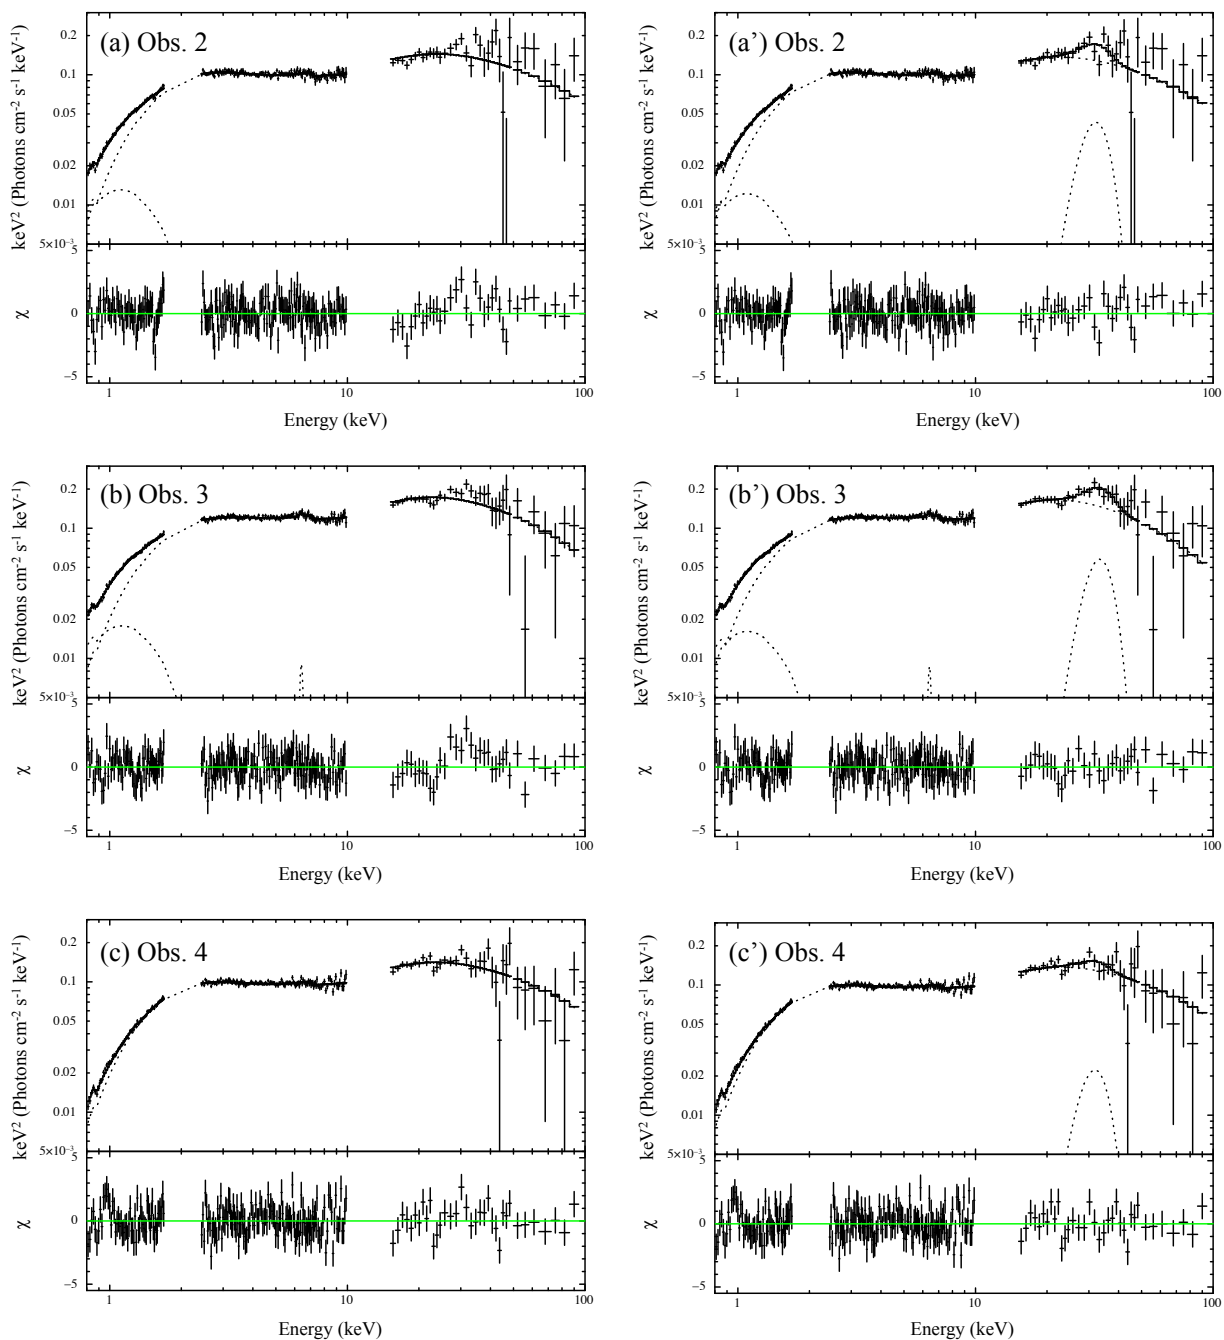 (a) Obs. 2
keV² (Photons cm⁻² s⁻¹ keV⁻¹)
0.2
0.1
0.05
0.02
0.01
5×10⁻³
5
0
−5
χ
1 10 100
Energy (keV)
(a’) Obs. 2
keV² (Photons cm⁻² s⁻¹ keV⁻¹)
0.2
0.1
0.05
0.02
0.01
5×10⁻³
5
0
−5
χ
1 10 100
Energy (keV)
(b) Obs. 3
keV² (Photons cm⁻² s⁻¹ keV⁻¹)
0.2
0.1
0.05
0.02
0.01
5×10⁻³
5
0
−5
χ
1 10 100
Energy (keV)
(b’) Obs. 3
keV² (Photons cm⁻² s⁻¹ keV⁻¹)
0.2
0.1
0.05
0.02
0.01
5×10⁻³
5
0
−5
χ
1 10 100
Energy (keV)
(c) Obs. 4
keV² (Photons cm⁻² s⁻¹ keV⁻¹)
0.2
0.1
0.05
0.02
0.01
5×10⁻³
5
0
−5
χ
1 10 100
Energy (keV)
(c’) Obs. 4
keV² (Photons cm⁻² s⁻¹ keV⁻¹)
0.2
0.1
0.05
0.02
0.01
5×10⁻³
5
0
−5
χ
1 10 100
Energy (keV)